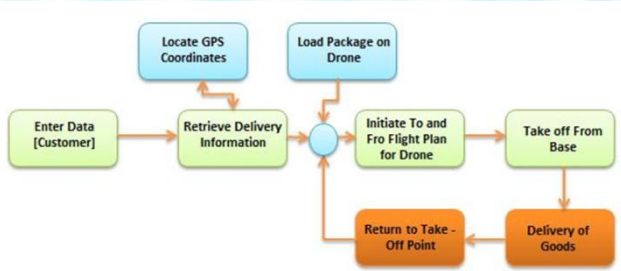 Locate GPS
Coordinates
Load Package on
Drone
Enter Data
[Customer]
Retrieve Delivery
Information
Initiate To and
Fro Flight Plan
for Drone
Take off From
Base
Return to Take -
Off Point
Delivery of
Goods